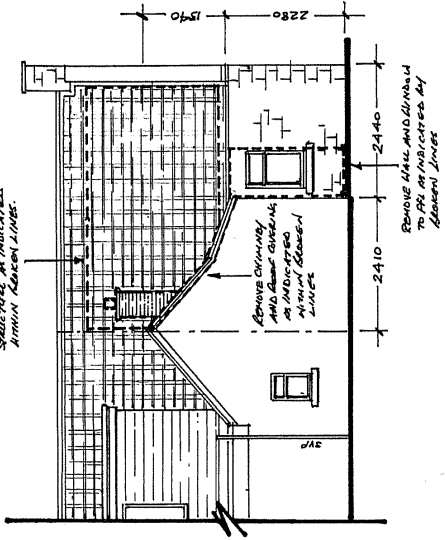 STRUCTURE AS INDICATED
WITHIN BROKEN LINES.
1540
2280
REMOVE CHIMNEY
AND ROOF COVERING
AS INDICATED
WITHIN BROKEN
LINES
SVP
2410
2440
REMOVE WALL AND WINDOW
TO FFL AS INDICATED BY
BROKEN LINES